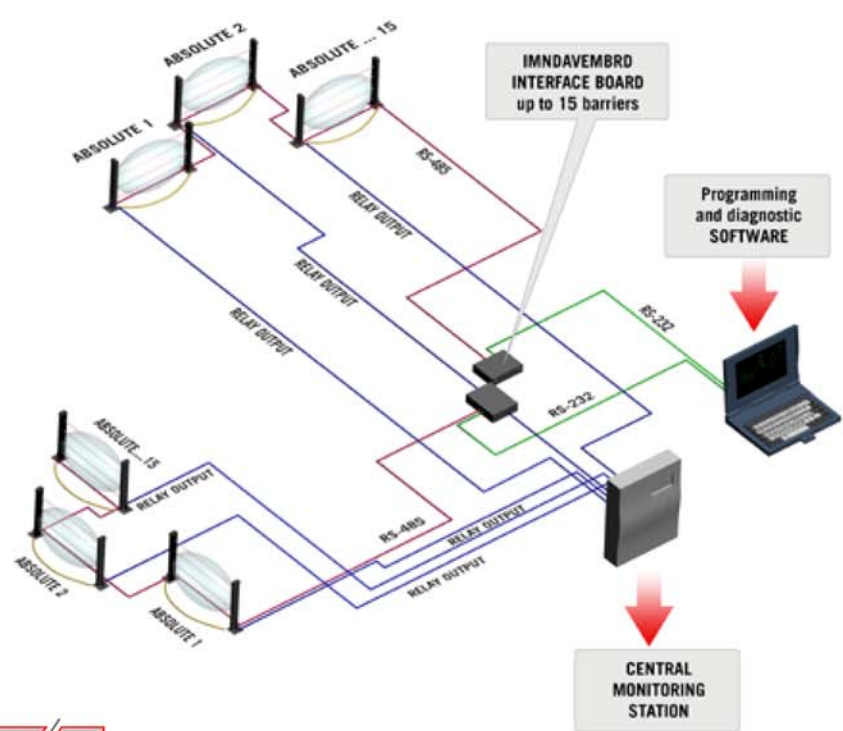 ABSOLUTE 2
ABSOLUTE ... 15
ABSOLUTE 1
IMNDAVEMBRD
INTERFACE BOARD
up to 15 barriers
RS-485
RELAY OUTPUT
RELAY OUTPUT
RELAY OUTPUT
Programming
and diagnostic
SOFTWARE
RS-232
RS-232
ABSOLUTE...15
RELAY OUTPUT
RS-485
RELAY OUTPUT
RELAY OUTPUT
ABSOLUTE 2
ABSOLUTE 1
CENTRAL
MONITORING
STATION